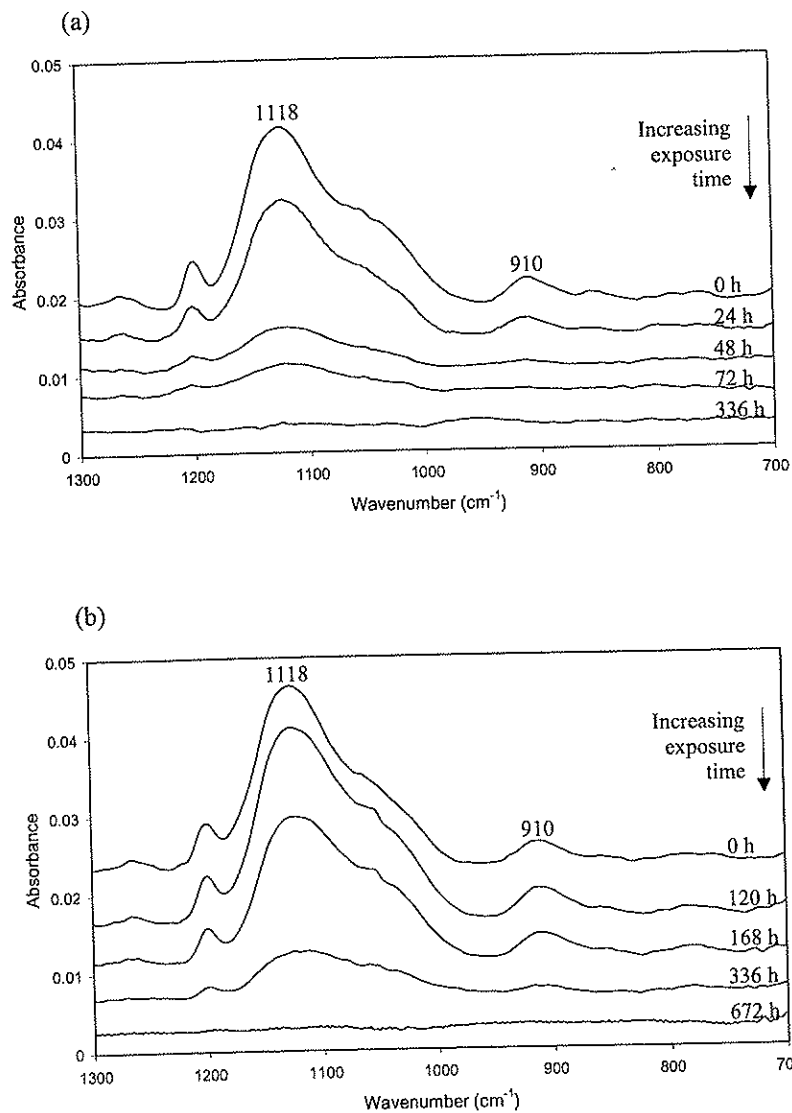 (a)
0.05
0.04
0.03
0.02
0.01
0
Absorbance
1118
910
Increasing
exposure
time
0 h
24 h
48 h
72 h
336 h
1300 1200 1100 1000 900 800 700
Wavenumber (cm⁻¹)
(b)
0.05
0.04
0.03
0.02
0.01
0
Absorbance
1118
910
Increasing
exposure
time
0 h
120 h
168 h
336 h
672 h
1300 1200 1100 1000 900 800 70
Wavenumber (cm⁻¹)